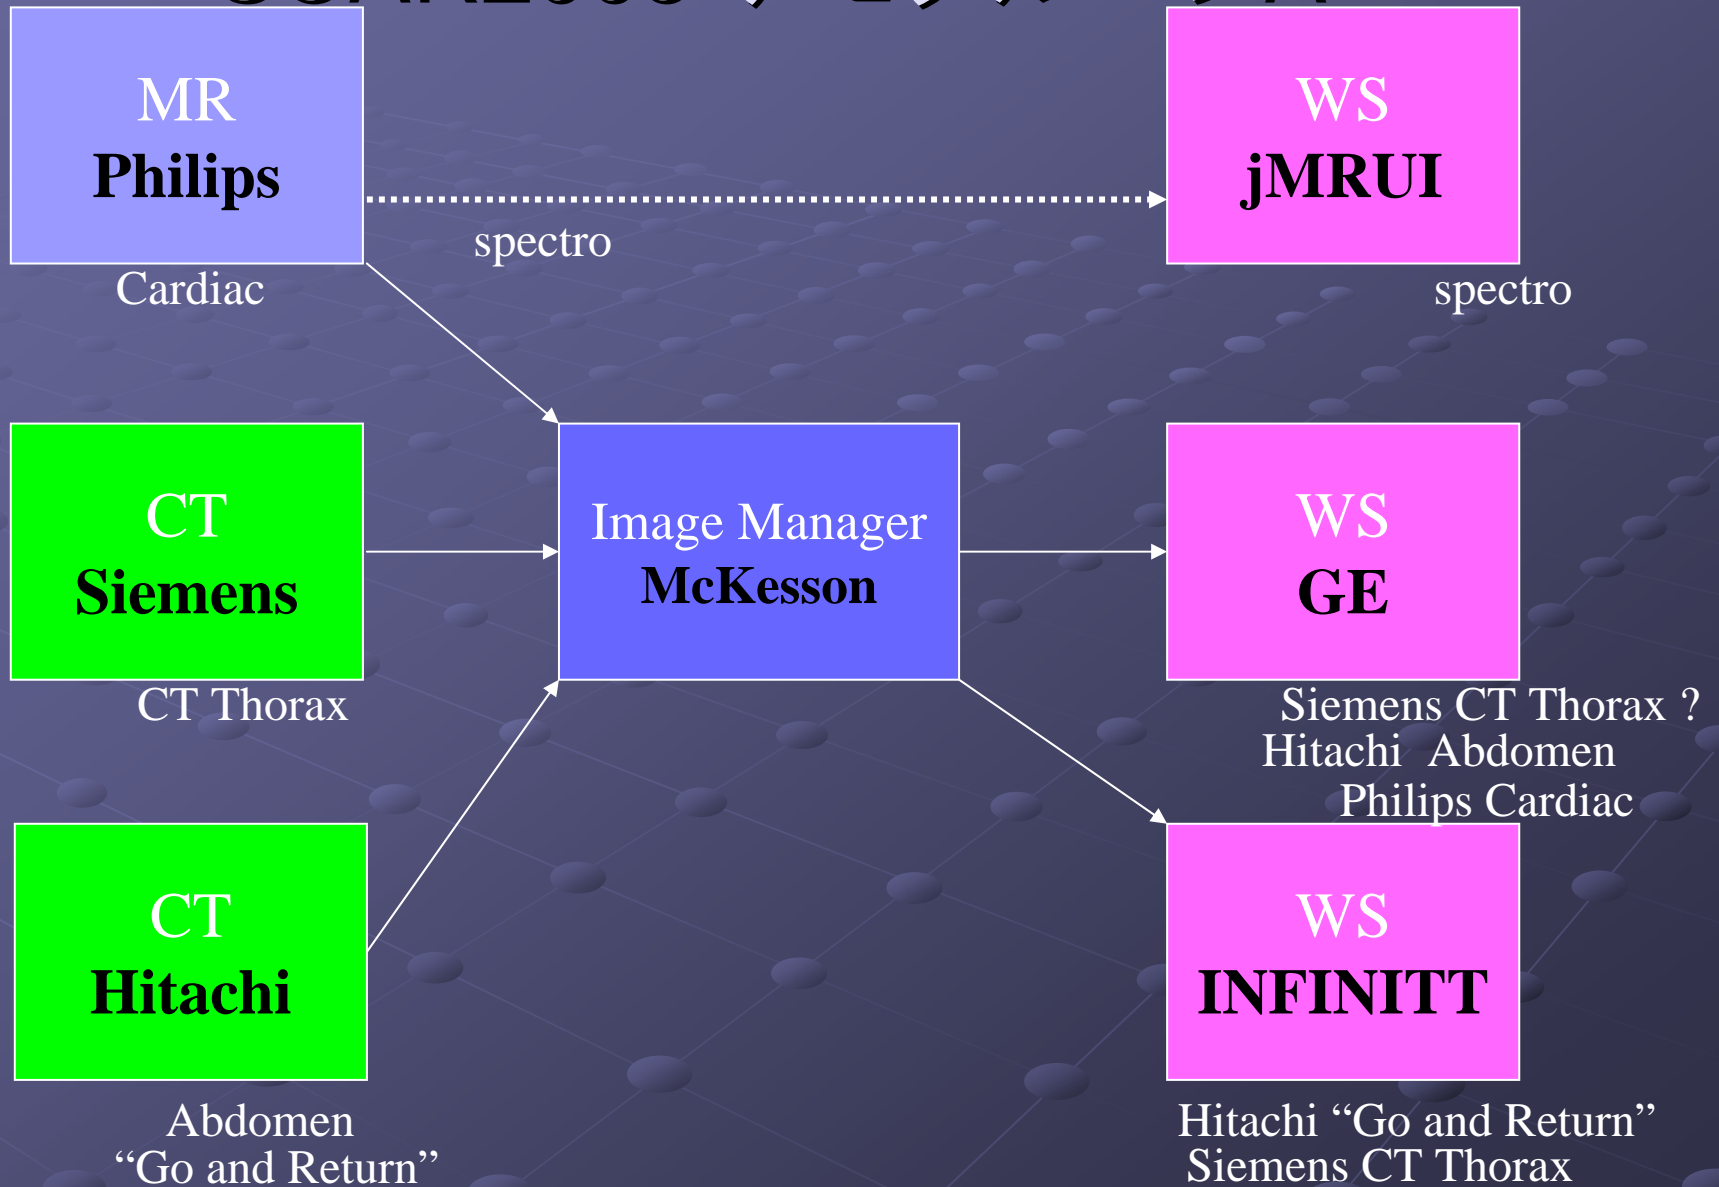 MR
Philips
WS
jMRUI
spectro
Cardiac
spectro
CT
Siemens
Image Manager
McKesson
WS
GE
CT Thorax
Siemens CT Thorax ?
Hitachi Abdomen
Philips Cardiac
CT
Hitachi
WS
INFINITT
Abdomen
“Go and Return”
Hitachi “Go and Return”
Siemens CT Thorax